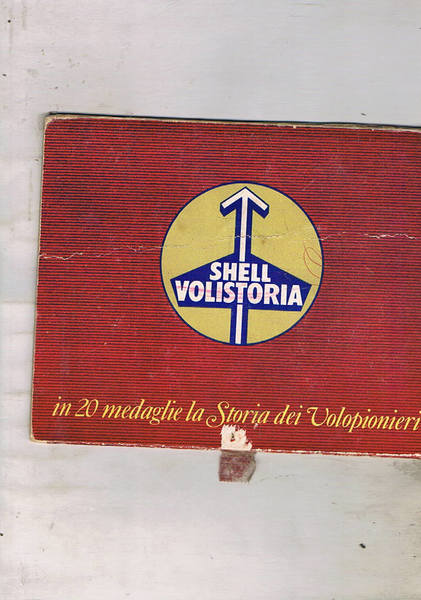 SHELL
VOLISTORIA
in 20 medaglie la Storia dei Volopionieri